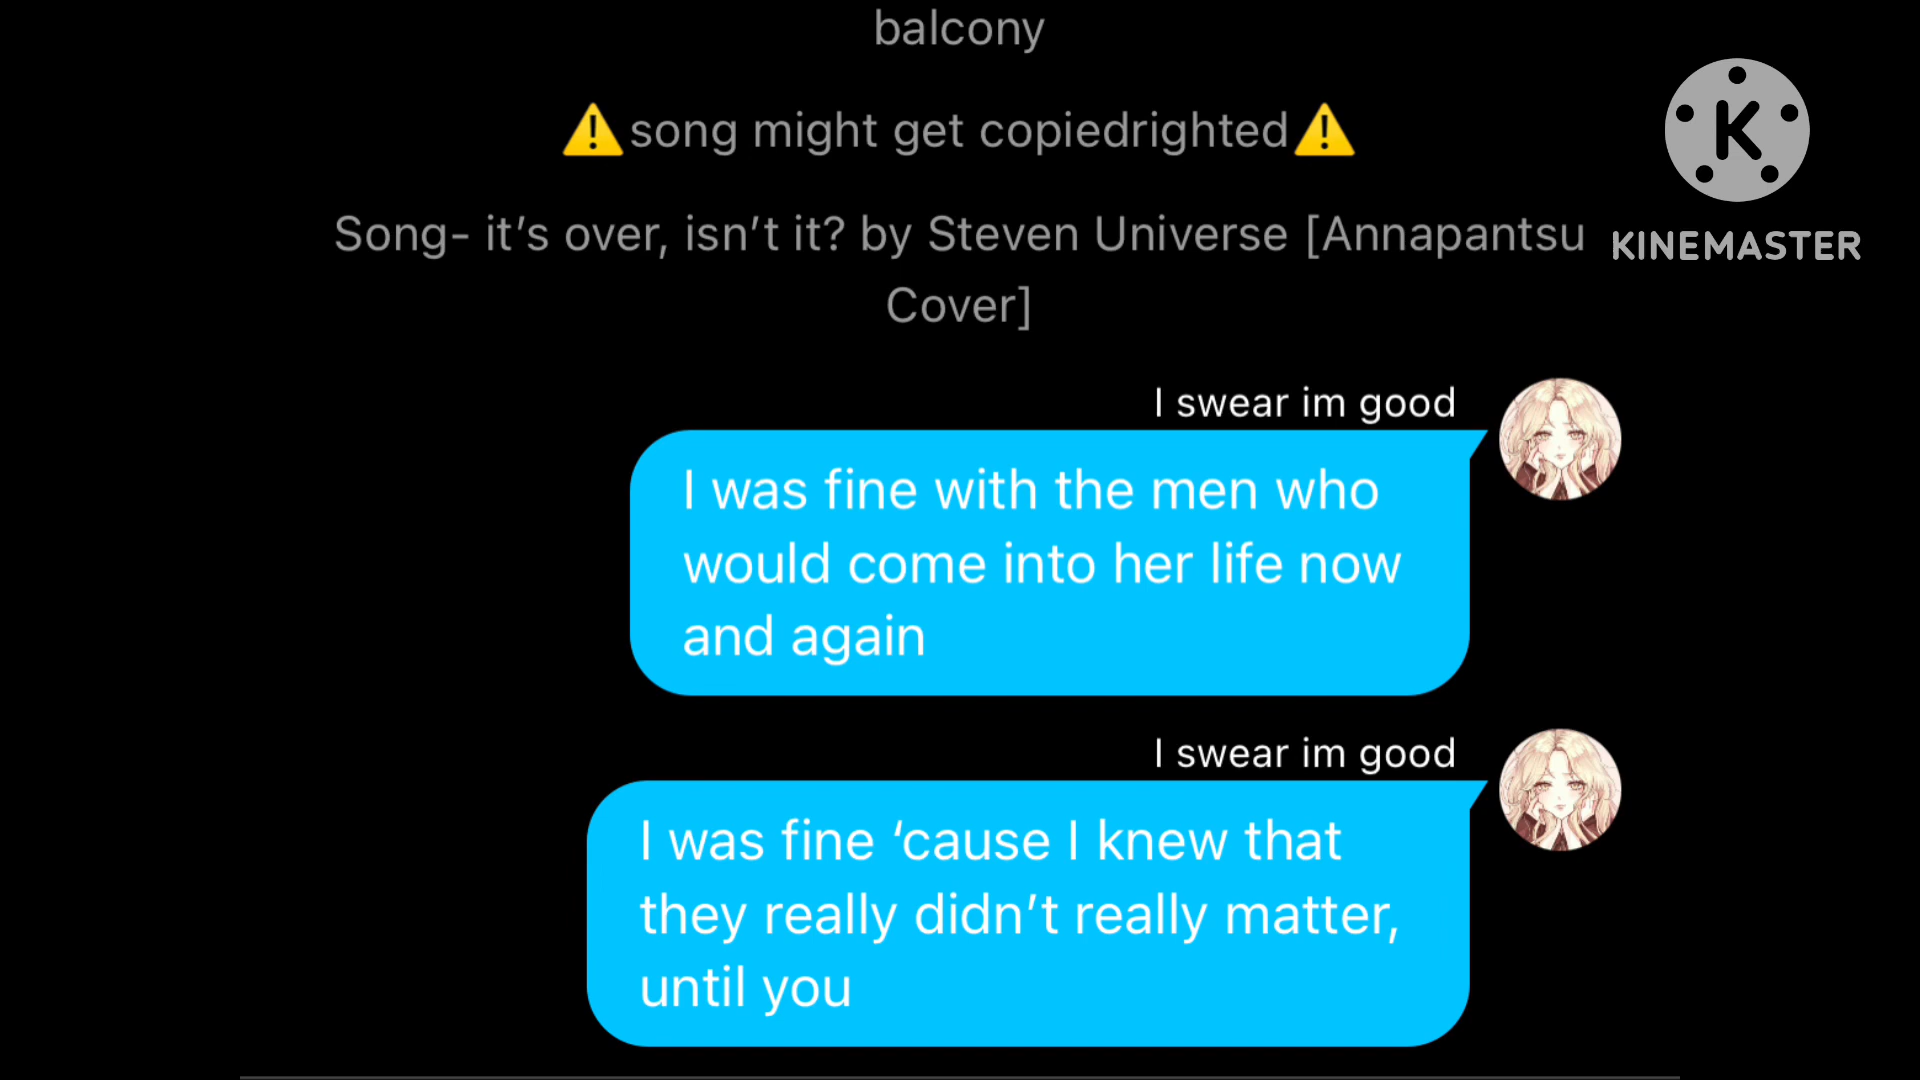 balcony
⚠️song might get copiedrighted⚠️
Song- it’s over, isn’t it? by Steven Universe [Annapantsu
Cover]
K
KINEMASTER
I swear im good
I was fine with the men who
would come into her life now
and again
I swear im good
I was fine ‘cause I knew that
they really didn’t really matter,
until you